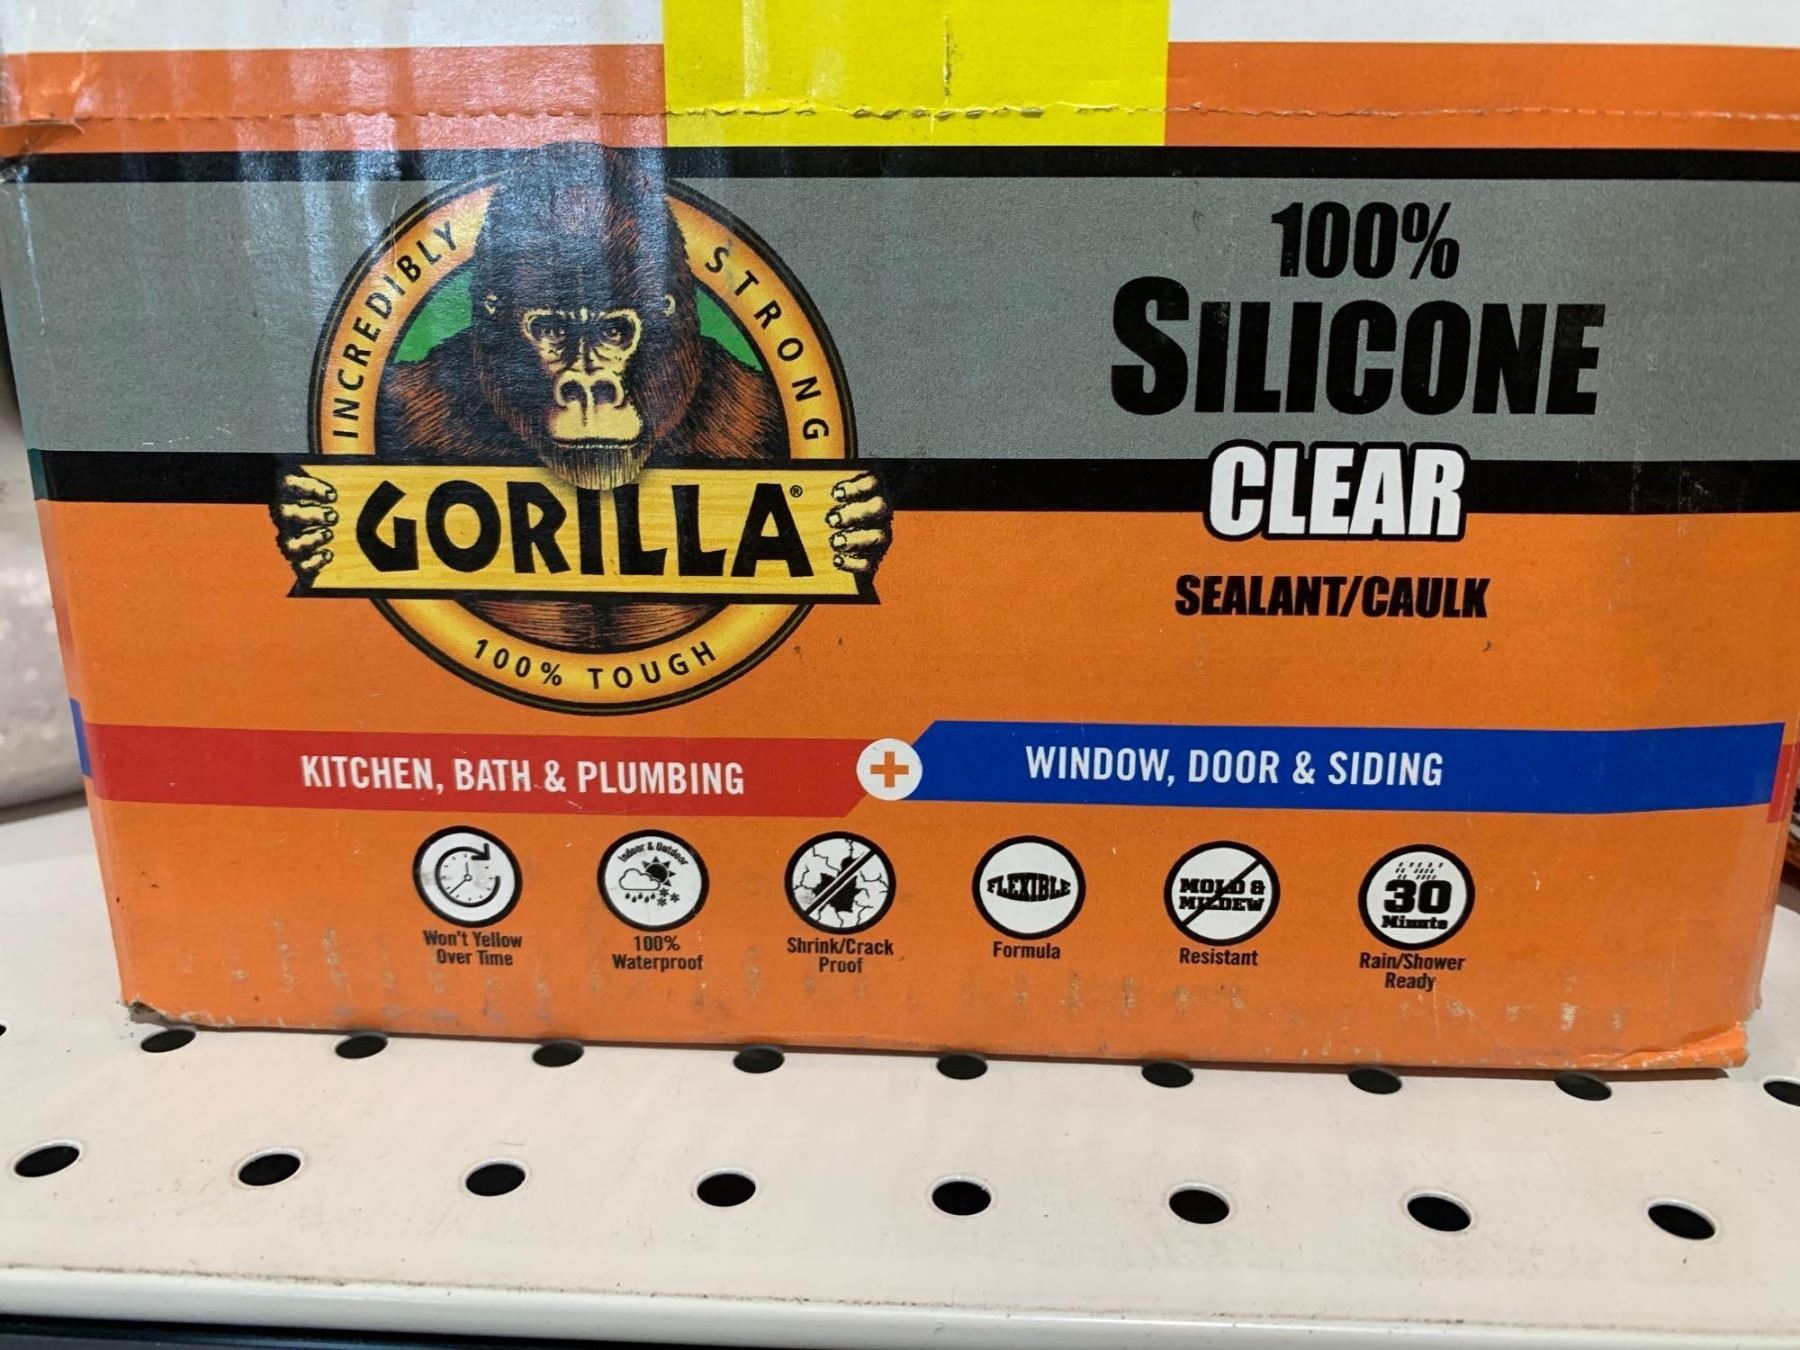 INCREDIBLY STRONG
GORILLA®
100% TOUGH
100%
SILICONE
CLEAR
SEALANT/CAULK
KITCHEN, BATH & PLUMBING + WINDOW, DOOR & SIDING
Won't Yellow
Over Time
Indoor & Outdoor
100%
Waterproof
Shrink/Crack
Proof
FLEXIBLE
Formula
MOLD &
MILDEW
Resistant
30
Minute
Rain/Shower
Ready